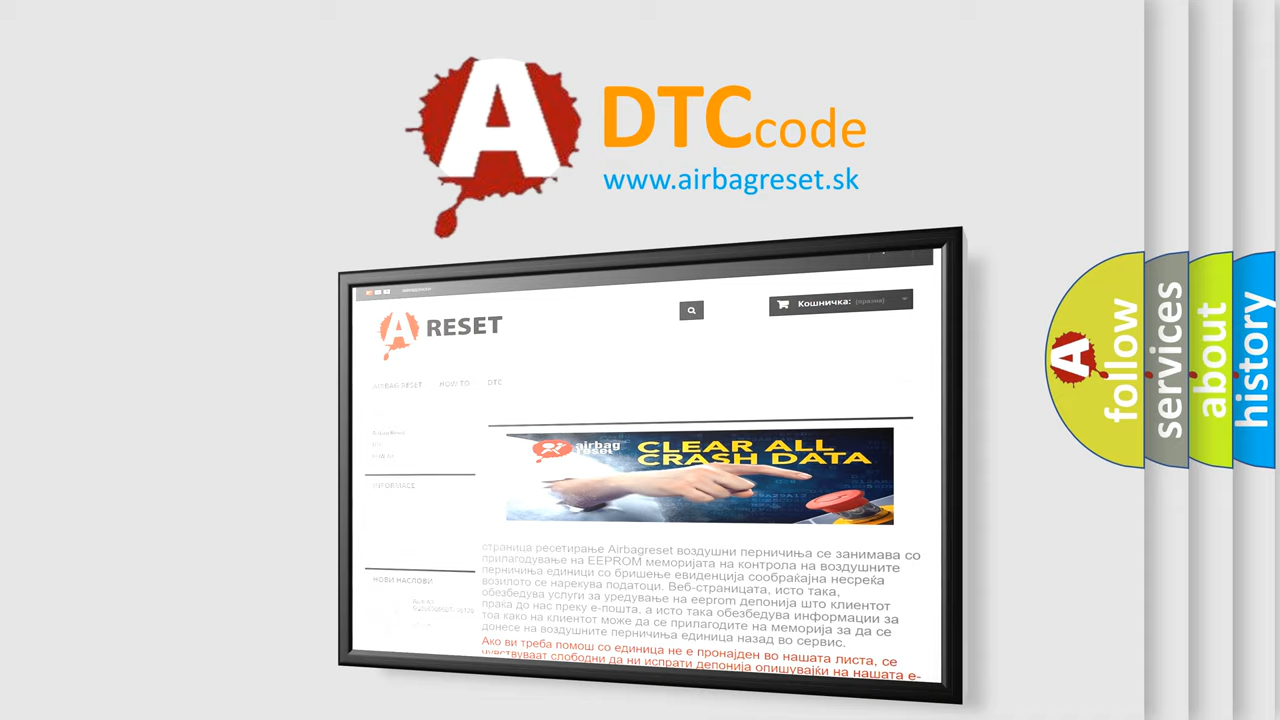 A
DTC code
www.airbagreset.sk
Кошничка: (празна)
A RESET
AIRBAG RESET HOW TO DTC
airbag
reset
CLEAR ALL
CRASH DATA
INFORMACE
НОВИ НАСЛОВИ
страница ресетирање Airbagreset воздушни перничиња се занимава со
прилагодување на EEPROM меморијата на контрола на воздушните
перничиња единици со бришење евиденција сообраќајна несреќа
возилото се нарекува податоци. Веб-страницата, исто така,
обезбедува услуги за уредување на eeprom депонија што клиентот
праќа до нас преку е-пошта, а исто така обезбедува информации за
тоа како на клиентот може да се прилагодите на меморија за да се
донесе на воздушните перничиња единица назад во сервис.
Ако ви треба помош со единица не е пронајден во нашата листа, се
чувствуваат слободни да ни испрати депонија опишувајќи на нашата е-
A follow
services
about
history